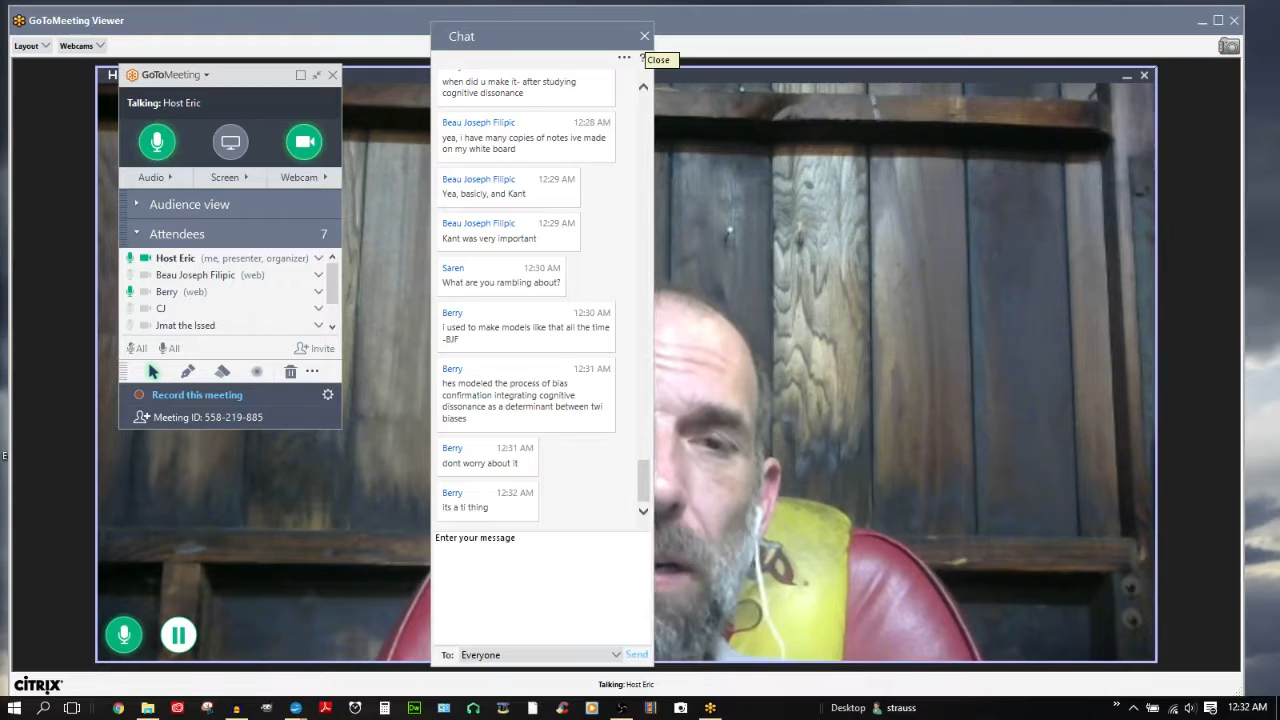 GoToMeeting Viewer
Layout
Webcams
H
GoToMeeting
Talking: Host Eric
Audio
Screen
Webcam
Audience view
Attendees 7
Host Eric (me, presenter, organizer)
Beau Joseph Filipic (web)
Berry (web)
CJ
Jmat the Issed
All
All
Invite
Record this meeting
Meeting ID: 558-219-885
Chat
?
Close
when did u make it- after studying
cognitive dissonance
Beau Joseph Filipic 12:28 AM
yea, i have many copies of notes ive made
on my white board
Beau Joseph Filipic 12:29 AM
Yea, basicly, and Kant
Beau Joseph Filipic 12:29 AM
Kant was very important
Saren 12:30 AM
What are you rambling about?
Berry 12:30 AM
i used to make models like that all the time
-BJF
Berry 12:31 AM
hes modeled the process of bias
confirmation integrating cognitive
dissonance as a determinant between twi
biases
Berry 12:31 AM
dont worry about it
Berry 12:32 AM
its a ti thing
Enter your message
To: Everyone Send
CITRIX
Talking: Host Eric
Dw
Desktop
strauss
12:32 AM